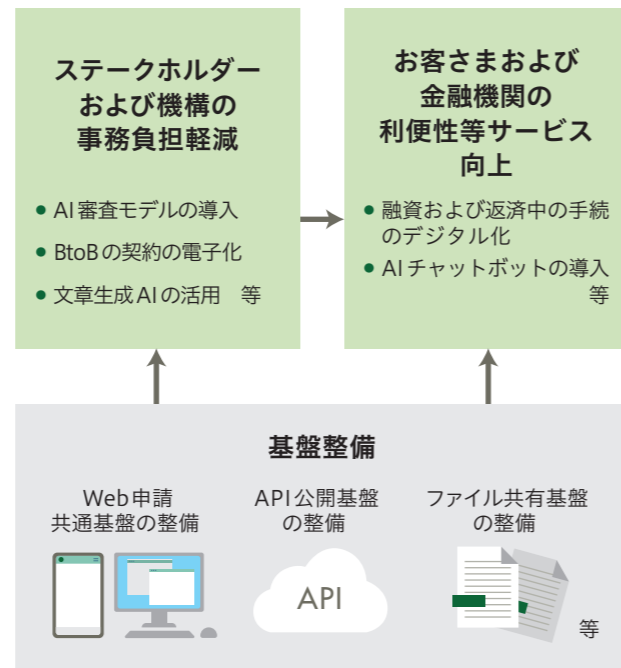 ステークホルダー
および機構の
事務負担軽減
● AI審査モデルの導入
● BtoBの契約の電子化
● 文章生成AIの活用　等
お客さまおよび
金融機関の
利便性等サービス
向上
● 融資および返済中の手続
のデジタル化
● AIチャットボットの導入
等
基盤整備
Web申請
共通基盤の整備
API公開基盤
の整備
API
ファイル共有基盤
の整備
等